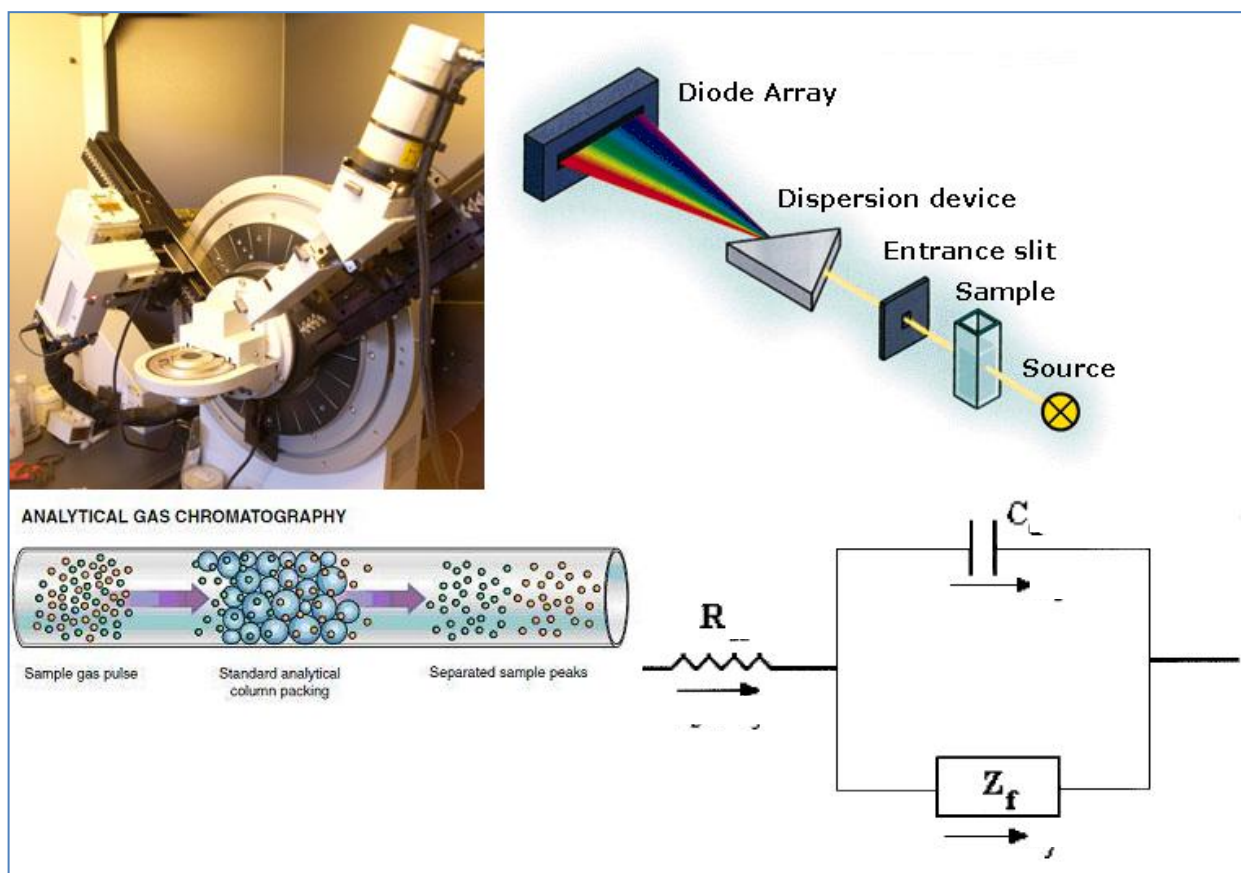 Diode Array
Dispersion device
Entrance slit
Sample
Source
ANALYTICAL GAS CHROMATOGRAPHY
Sample gas pulse
Standard analytical
column packing
Separated sample peaks
C
R
Z f